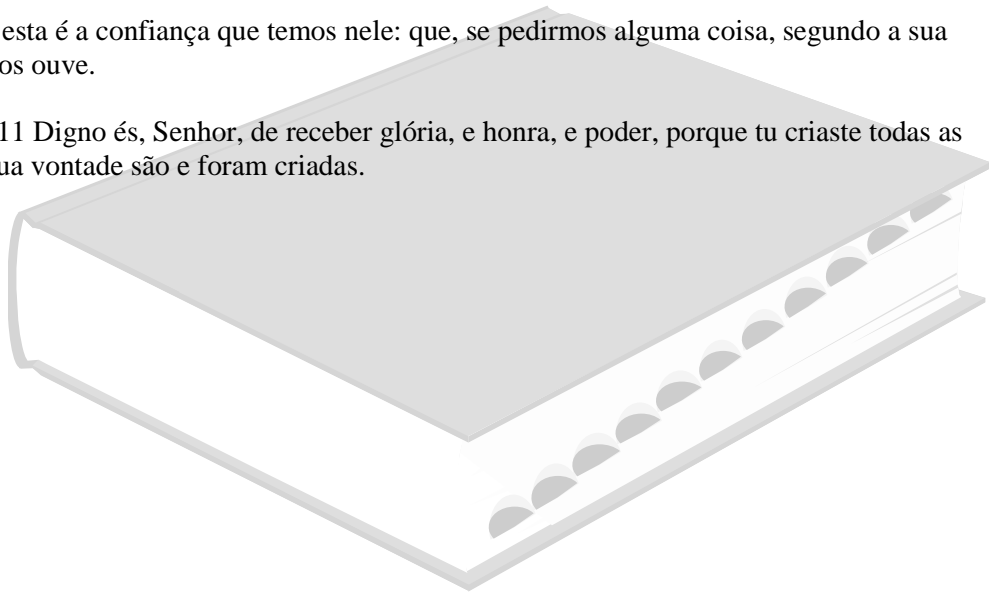 esta é a confiança que temos nele: que, se pedirmos alguma coisa, segundo a sua
os ouve.
11 Digno és, Senhor, de receber glória, e honra, e poder, porque tu criaste todas as
ua vontade são e foram criadas.